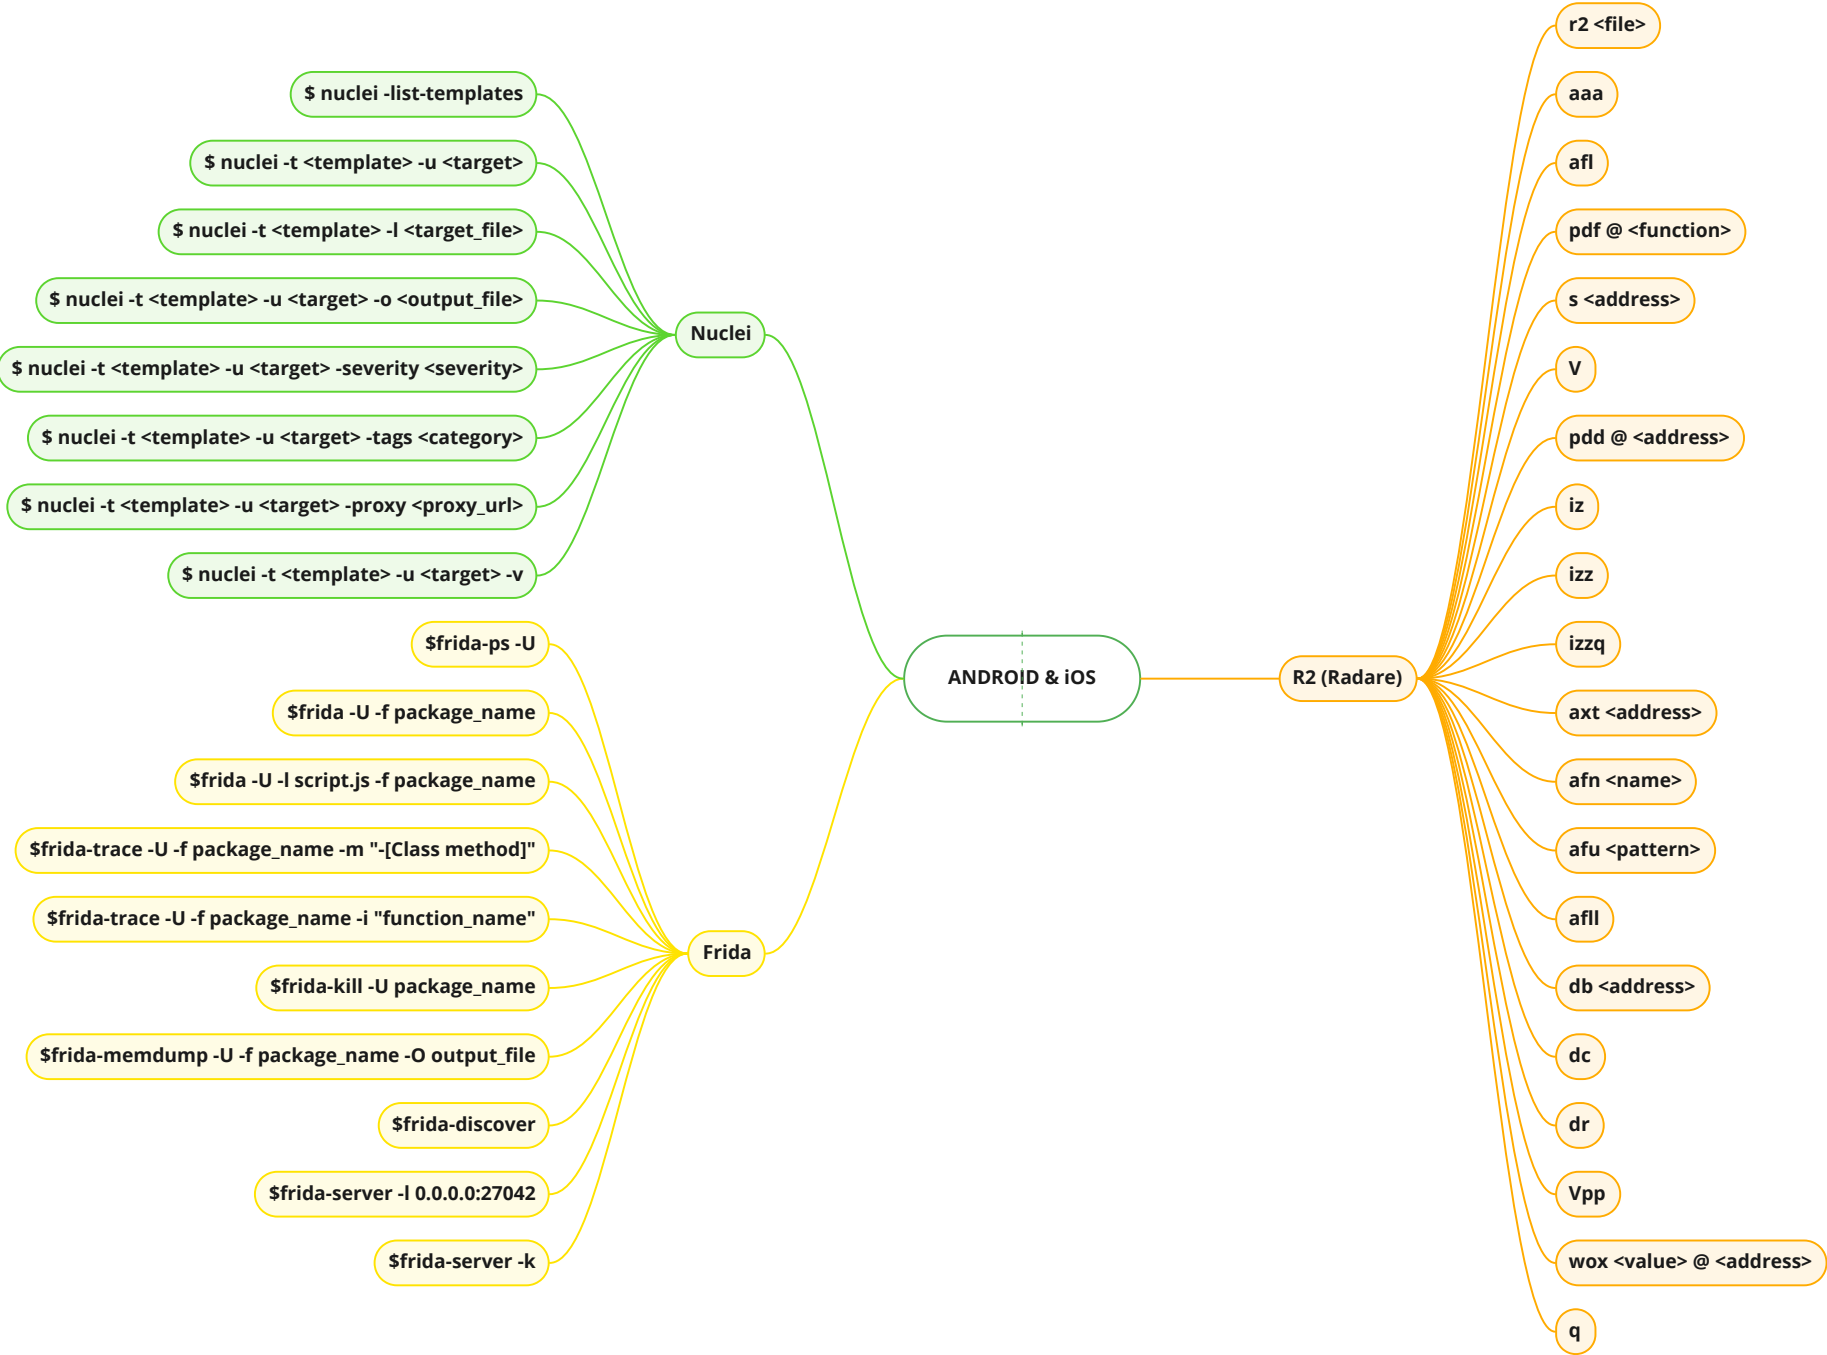 $ nuclei -list-templates
$ nuclei -t <template> -u <target>
$ nuclei -t <template> -l <target_file>
$ nuclei -t <template> -u <target> -o <output_file>
$ nuclei -t <template> -u <target> -severity <severity>
$ nuclei -t <template> -u <target> -tags <category>
$ nuclei -t <template> -u <target> -proxy <proxy_url>
$ nuclei -t <template> -u <target> -v
Nuclei
$frida-ps -U
$frida -U -f package_name
$frida -U -l script.js -f package_name
$frida-trace -U -f package_name -m "-[Class method]"
$frida-trace -U -f package_name -i "function_name"
$frida-kill -U package_name
$frida-memdump -U -f package_name -O output_file
$frida-discover
$frida-server -l 0.0.0.0:27042
$frida-server -k
Frida
ANDROID & iOS
R2 (Radare)
r2 <file>
aaa
afl
pdf @ <function>
s <address>
V
pdd @ <address>
iz
izz
izzq
axt <address>
afn <name>
afu <pattern>
afll
db <address>
dc
dr
Vpp
wox <value> @ <address>
q